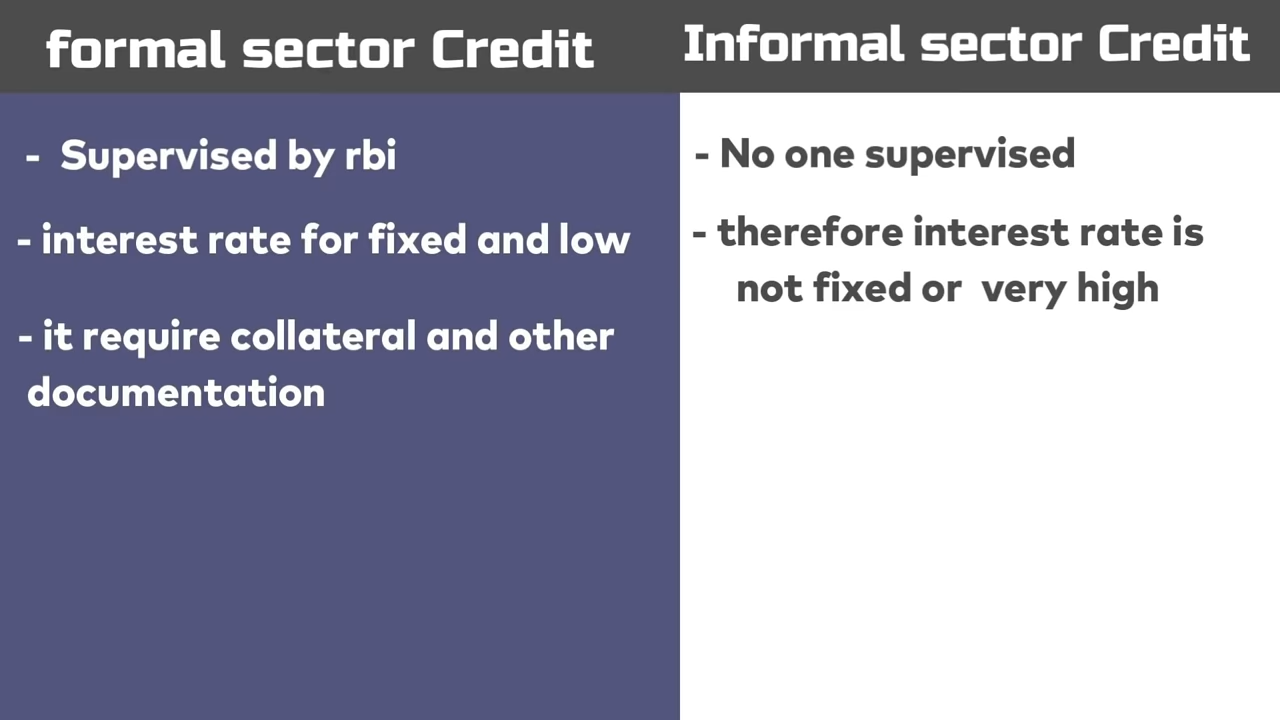 formal sector Credit
- Supervised by rbi
- interest rate for fixed and low
- it require collateral and other
documentation
Informal sector Credit
- No one supervised
- therefore interest rate is
not fixed or very high